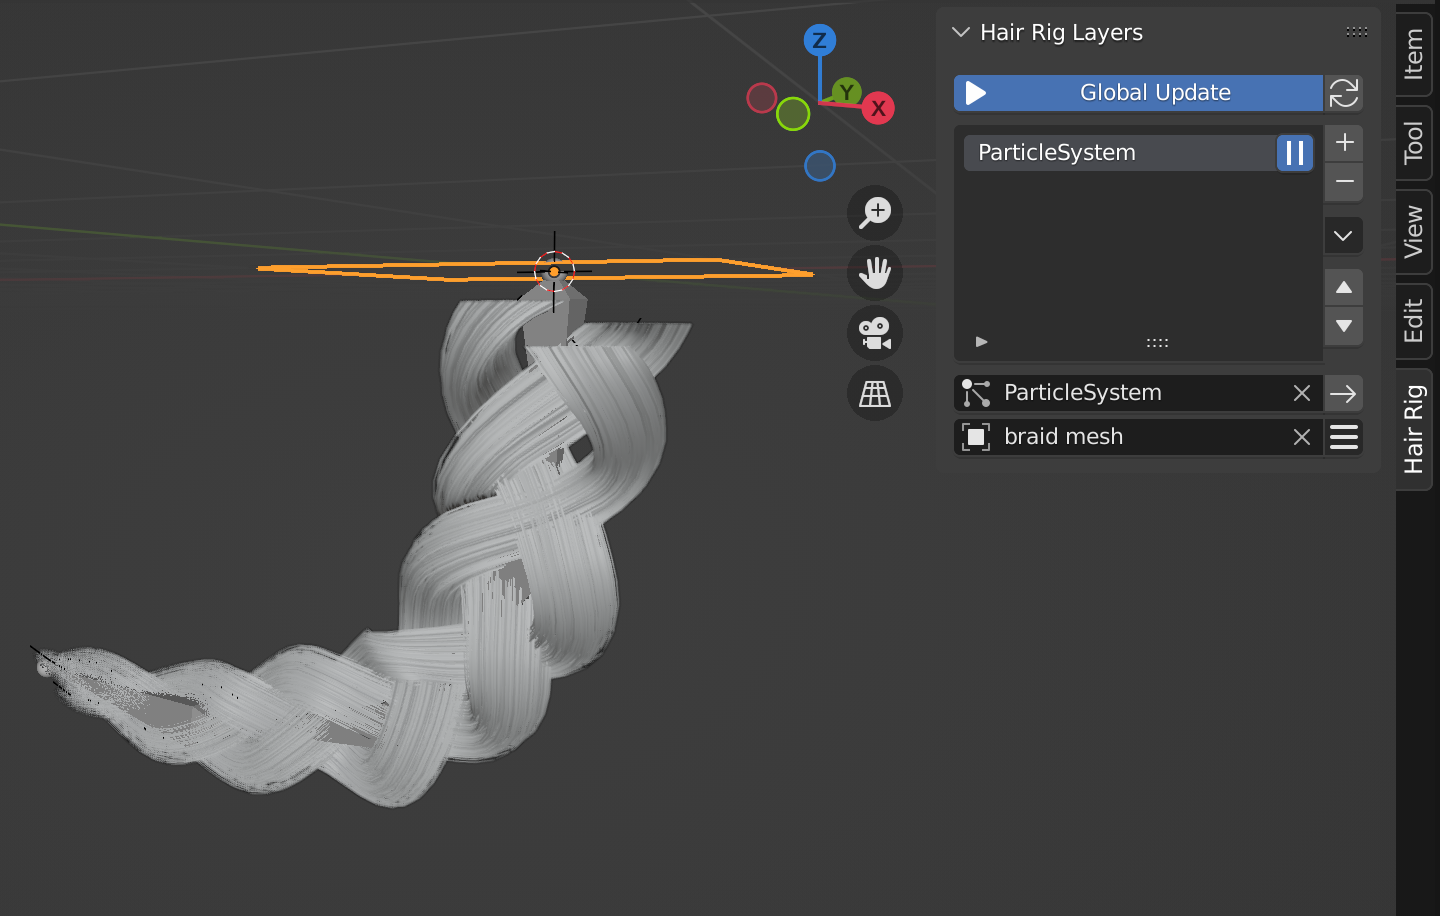 Hair Rig Layers
Global Update
ParticleSystem
ParticleSystem
braid mesh
Z
Y
X
Item
Tool
View
Edit
Hair Rig